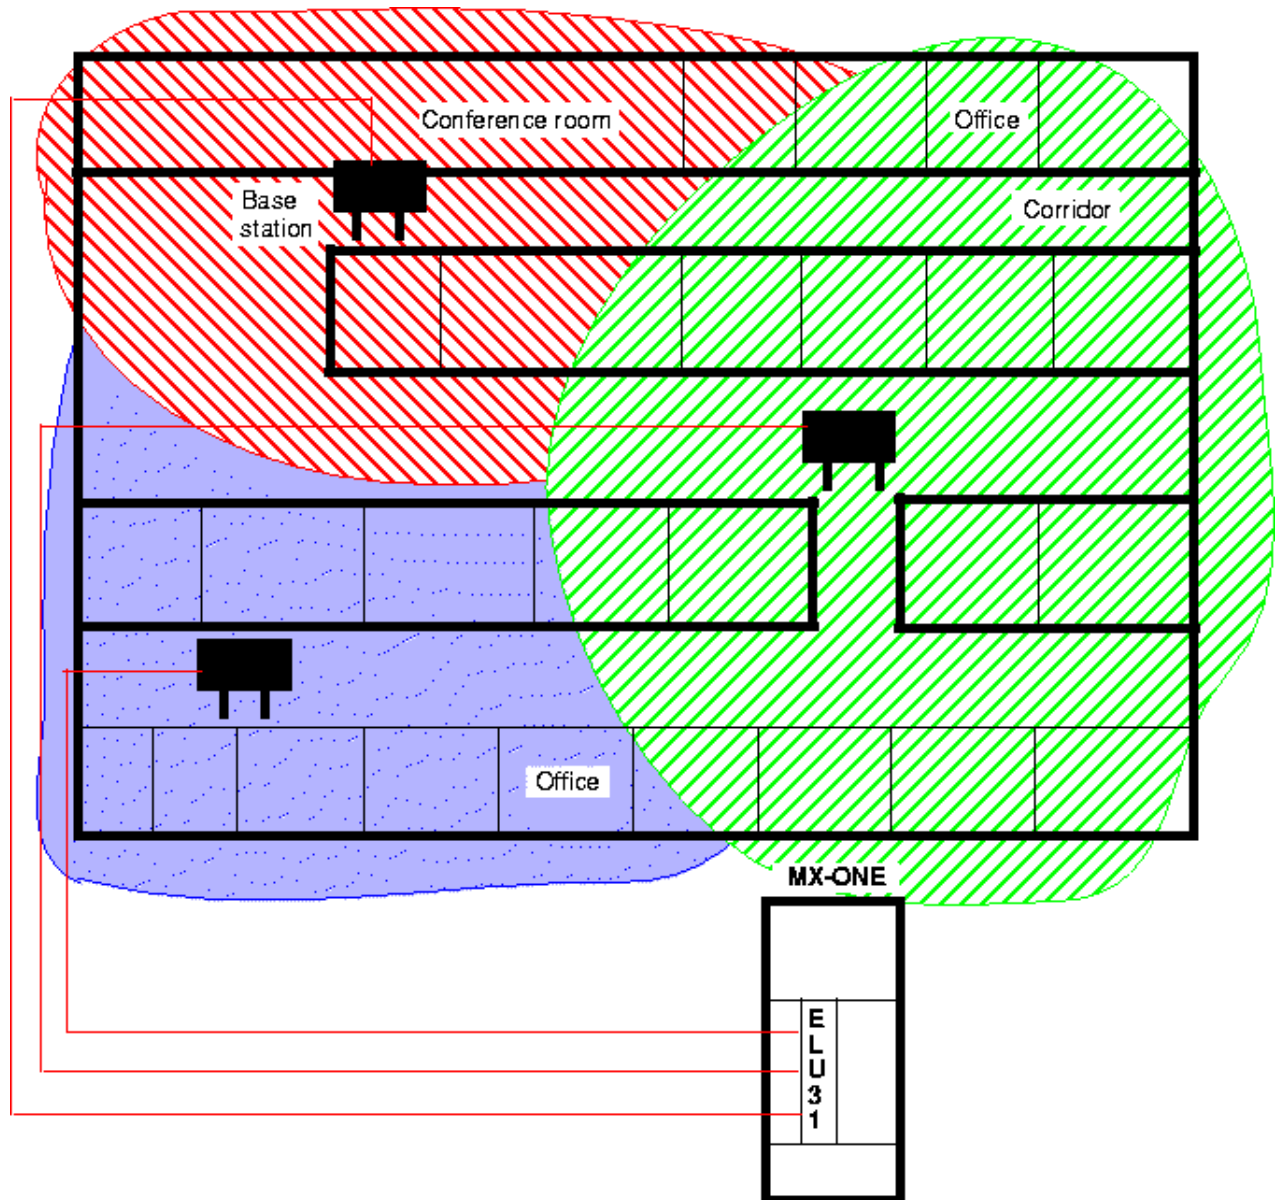 Conference room
Office
Base
station
Corridor
Office
MX-ONE
E
L
U
3
1